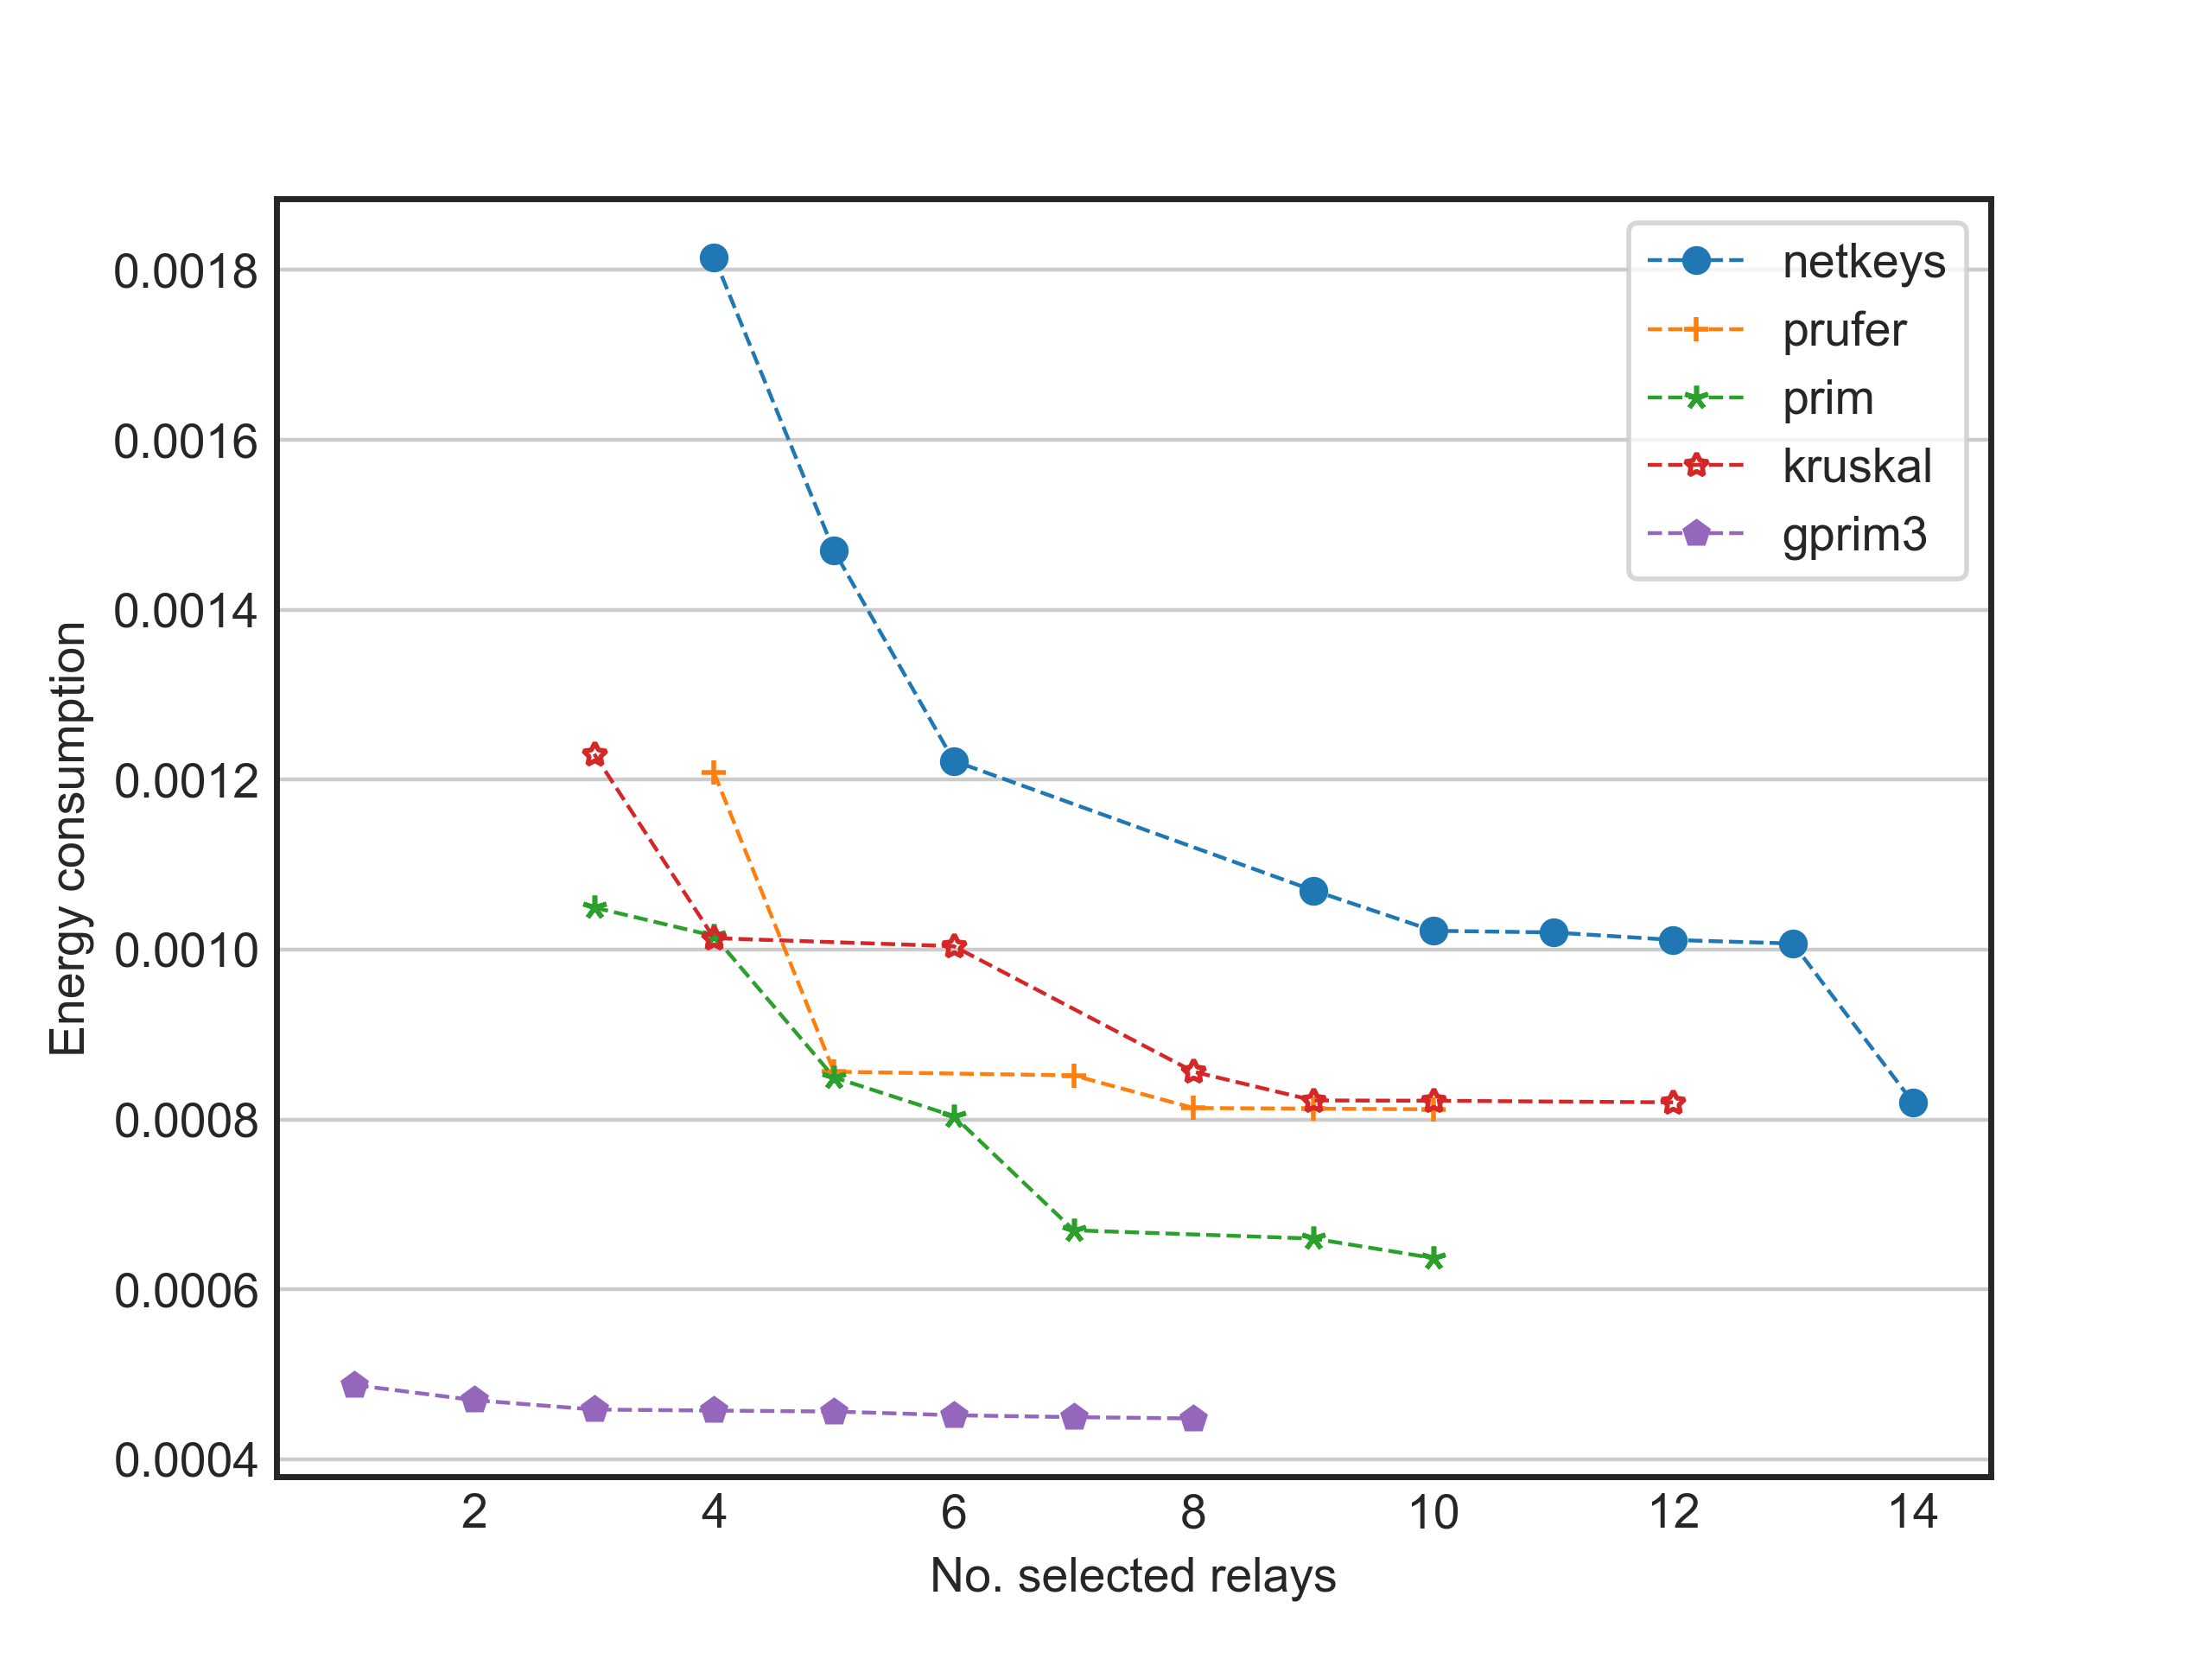 netkeys
prufer
prim
kruskal
gprim3
0.0018
0.0016
0.0014
0.0012
0.0010
0.0008
0.0006
0.0004
Energy consumption
2 4 6 8 10 12 14
No. selected relays